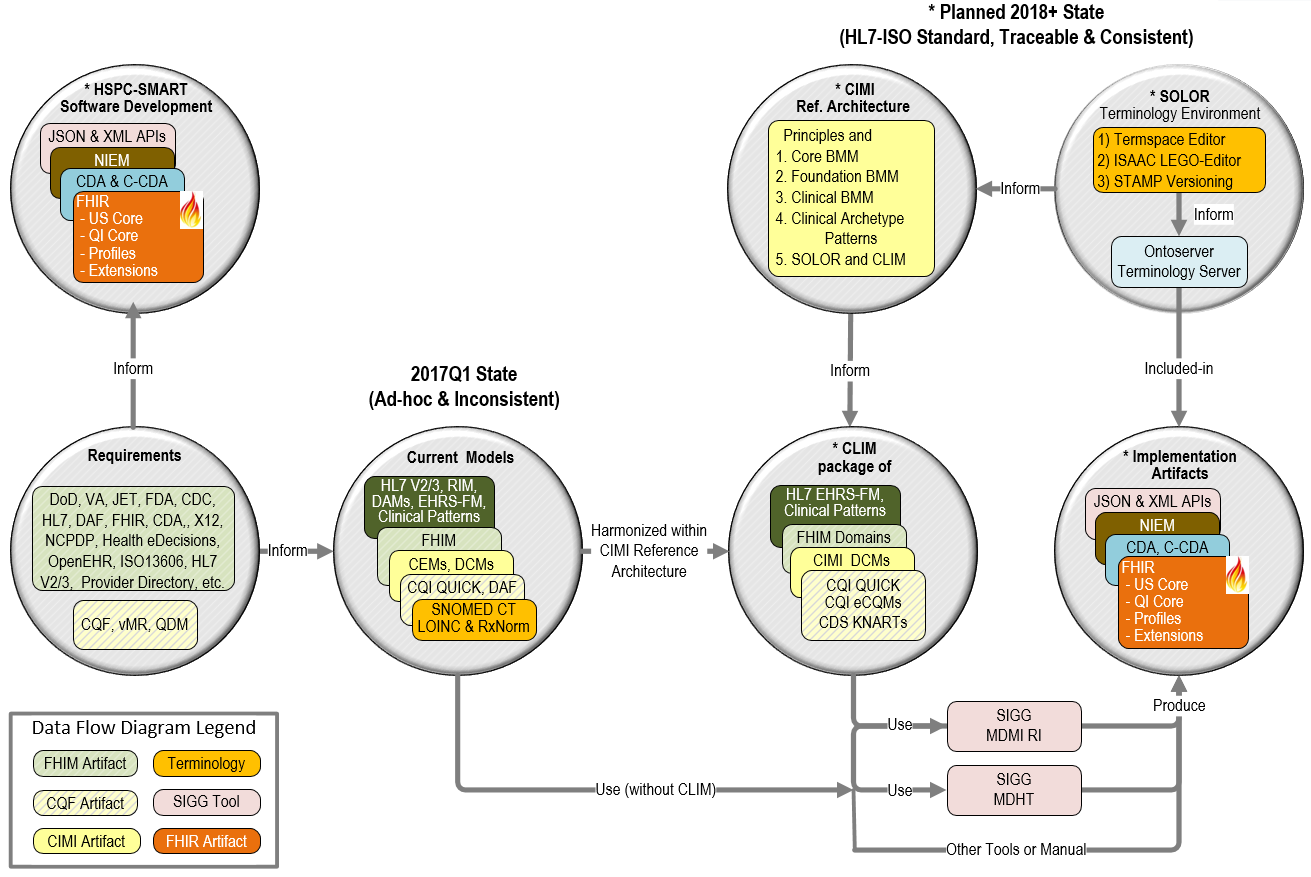 * Planned 2018+ State
(HL7-ISO Standard, Traceable & Consistent)
* HSPC-SMART
Software Development
JSON & XML APIs
NIEM
CDA & C-CDA
FHIR
- US Core
- QI Core
- Profiles
- Extensions
* CIMI
Ref. Architecture
Principles and
1. Core BMM
2. Foundation BMM
3. Clinical BMM
4. Clinical Archetype
Patterns
5. SOLOR and CLIM
Inform
* SOLOR
Terminology Environment
1) Termspace Editor
2) ISAAC LEGO-Editor
3) STAMP Versioning
Inform
Ontoserver
Terminology Server
Inform
2017Q1 State
(Ad-hoc & Inconsistent)
Inform
Included-in
Requirements
DoD, VA, JET, FDA, CDC,
HL7, DAF, FHIR, CDA,, X12,
NCPDP, Health eDecisions,
OpenEHR, ISO13606, HL7
V2/3,  Provider Directory, etc.
CQF, vMR, QDM
Inform
Current  Models
HL7 V2/3, RIM,
DAMs, EHRS-FM,
Clinical Patterns
FHIM
CEMs, DCMs
CQI QUICK, DAF
SNOMED CT
LOINC & RxNorm
Harmonized within
CIMI Reference
Architecture
* CLIM
package of
HL7 EHRS-FM,
Clinical Patterns
FHIM Domains
CIMI  DCMs
CQI QUICK
CQI eCQMs
CDS KNARTs
* Implementation
Artifacts
JSON & XML APIs
NIEM
CDA, C-CDA
FHIR
- US Core
- QI Core
- Profiles
- Extensions
Produce
Use
SIGG
MDMI RI
Use (without CLIM)
Use
SIGG
MDHT
Other Tools or Manual
Data Flow Diagram Legend
FHIM Artifact
Terminology
CQF Artifact
SIGG Tool
CIMI Artifact
FHIR Artifact